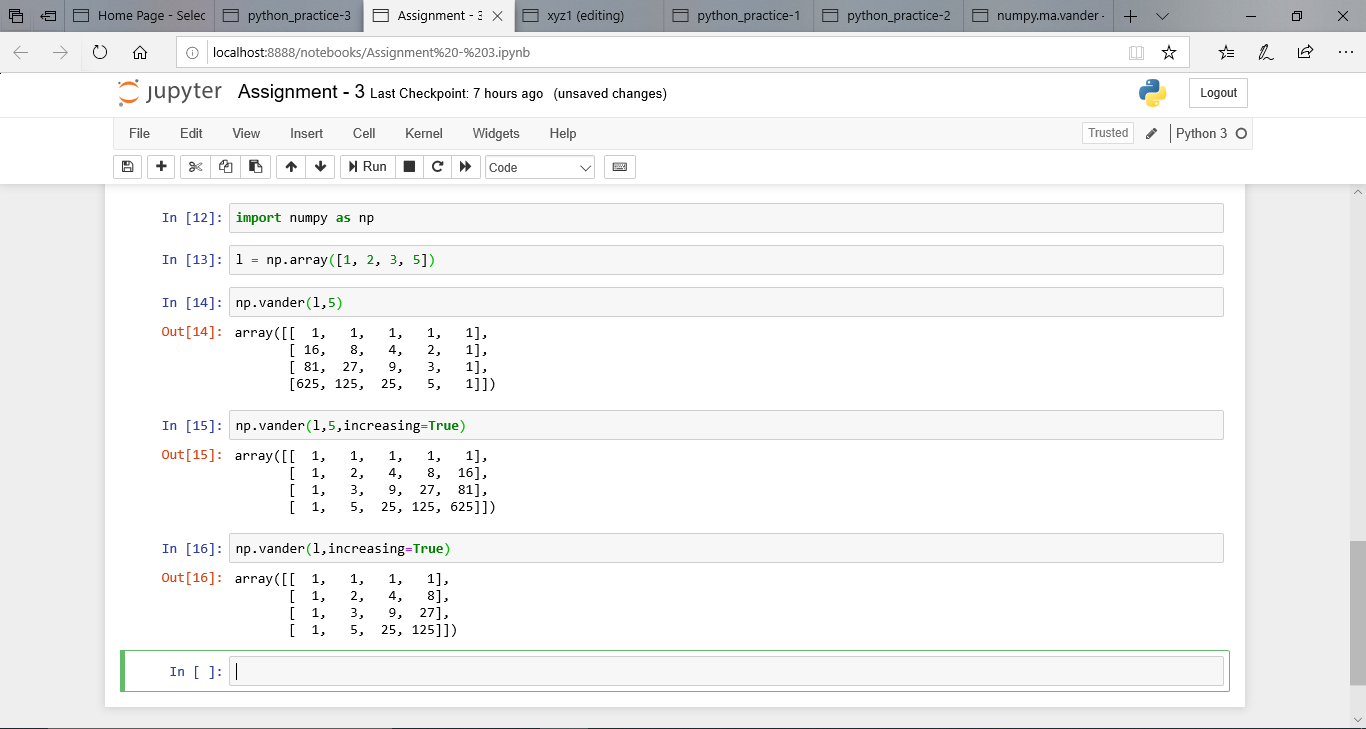 Home Page - Selec
python_practice-3
Assignment - 3
xyz1 (editing)
python_practice-1
python_practice-2
numpy.ma.vander -
localhost:8888/notebooks/Assignment%20-%203.ipynb
jupyter Assignment - 3 Last Checkpoint: 7 hours ago (unsaved changes)
Logout
File Edit View Insert Cell Kernel Widgets Help
Trusted
Python 3
Run
Code
In [12]: import numpy as np
In [13]: l = np.array([1, 2, 3, 5])
In [14]: np.vander(l,5)
Out[14]: array([[  1,   1,   1,   1,   1],
       [ 16,   8,   4,   2,   1],
       [ 81,  27,   9,   3,   1],
       [625, 125,  25,   5,   1]])
In [15]: np.vander(l,5,increasing=True)
Out[15]: array([[  1,   1,   1,   1,   1],
       [  1,   2,   4,   8,  16],
       [  1,   3,   9,  27,  81],
       [  1,   5,  25, 125, 625]])
In [16]: np.vander(l,increasing=True)
Out[16]: array([[  1,   1,   1,   1],
       [  1,   2,   4,   8],
       [  1,   3,   9,  27],
       [  1,   5,  25, 125]])
In [ ]: